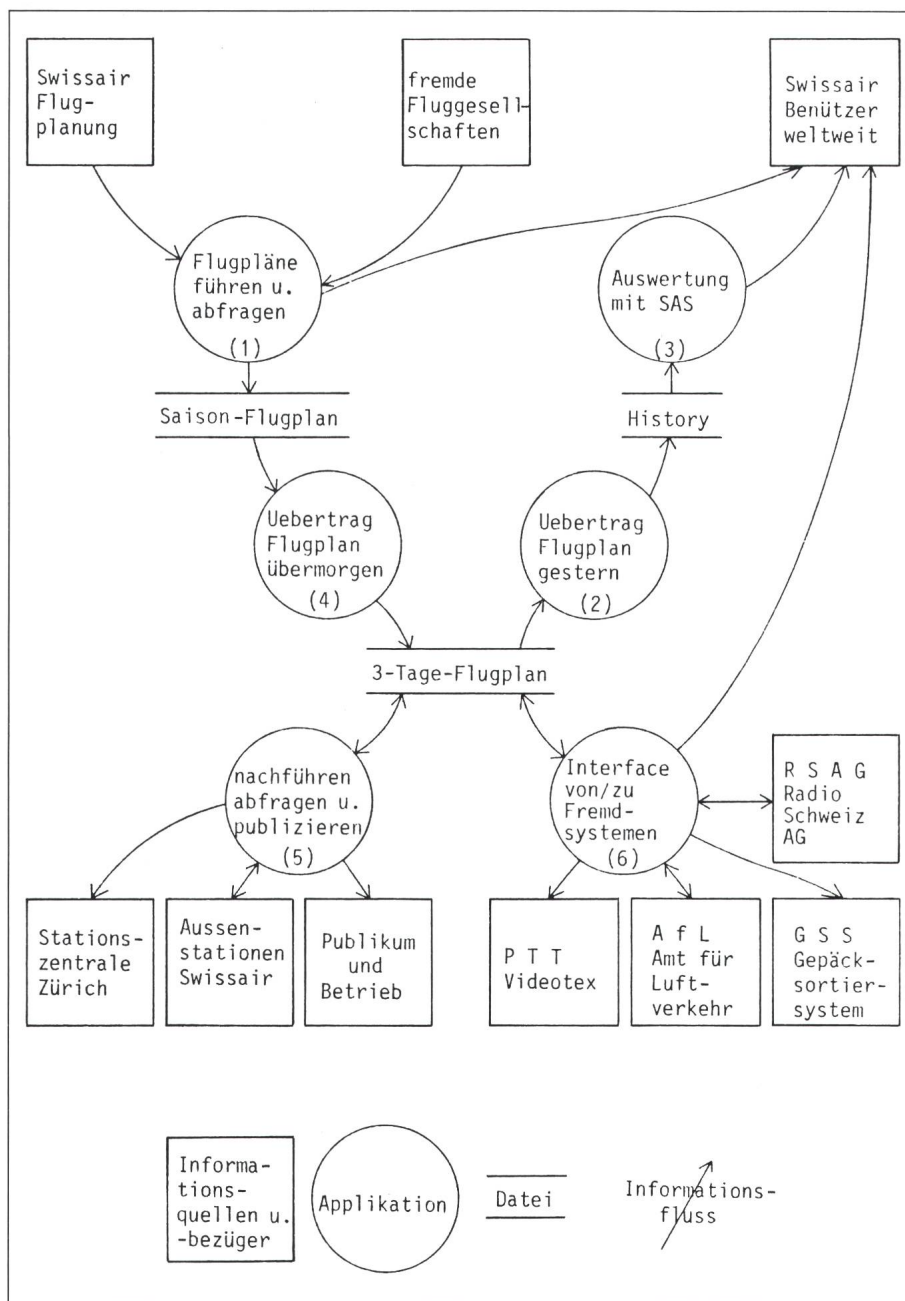 Swissair
Flug-
planung
fremde
Fluggesell-
schaften
Swissair
Benützer
weltweit
Flugpläne
führen u.
abfragen
(1)
Auswertung
mit SAS
(3)
Saison-Flugplan
History
Uebertrag
Flugplan
übermorgen
(4)
Uebertrag
Flugplan
gestern
(2)
3-Tage-Flugplan
nachführen
abfragen u.
publizieren
(5)
Interface
von/zu
Fremd-
systemen
(6)
R S A G
Radio
Schweiz
AG
Stations-
zentrale
Zürich
Aussen-
stationen
Swissair
Publikum
und
Betrieb
P T T
Videotex
A f L
Amt für
Luft-
verkehr
G S S
Gepäck-
sortier-
system
Informa-
tions-
quellen u.
-bezüger
Applikation
Datei
Informations-
fluss